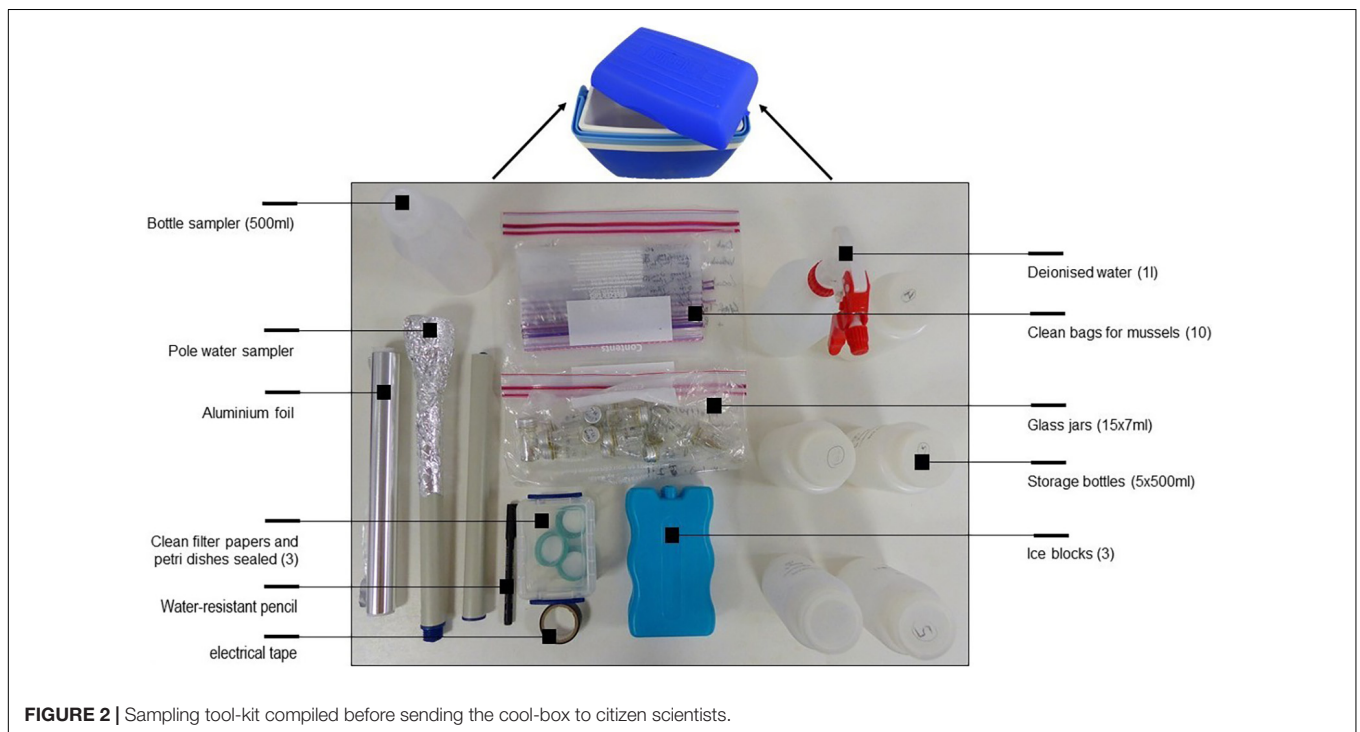 Bottle sampler (500ml)
Pole water sampler
Aluminium foil
Clean filter papers and
petri dishes sealed (3)
Water-resistant pencil
electrical tape
Deionised water (1l)
Clean bags for mussels (10)
Glass jars (15x7ml)
Storage bottles (5x500ml)
Ice blocks (3)
Contents
5
FIGURE 2 | Sampling tool-kit compiled before sending the cool-box to citizen scientists.